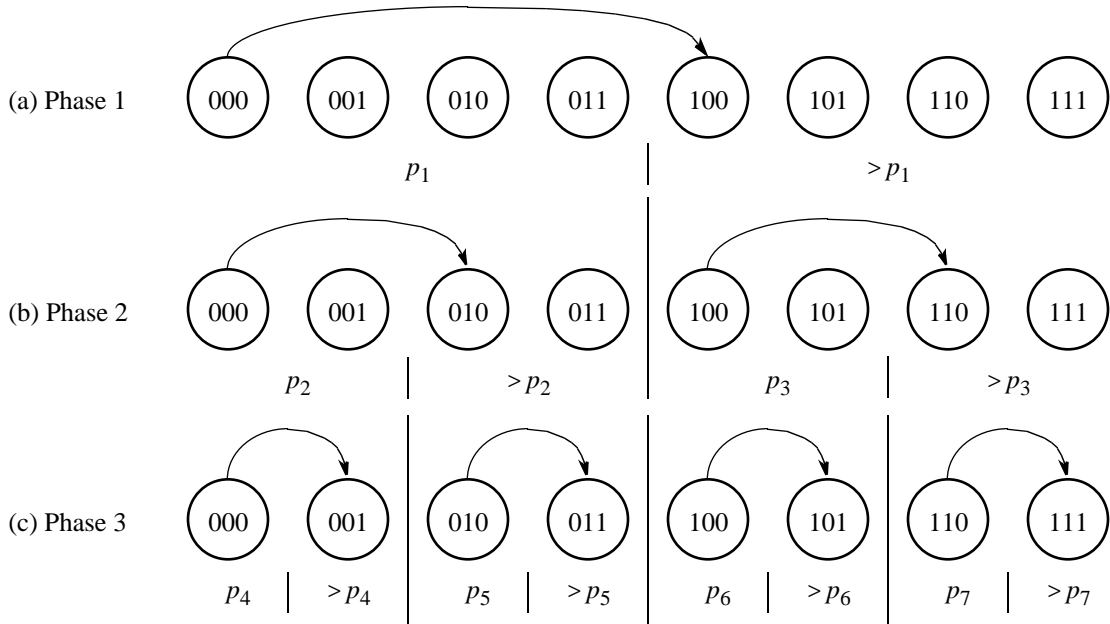 (a) Phase 1 000 001 010 011 100 101 110 111
p1 >p1
(b) Phase 2 000 001 010 011 100 101 110 111
p2 >p2 p3 >p3
(c) Phase 3 000 001 010 011 100 101 110 111
p4 >p4 p5 >p5 p6 >p6 p7 >p7